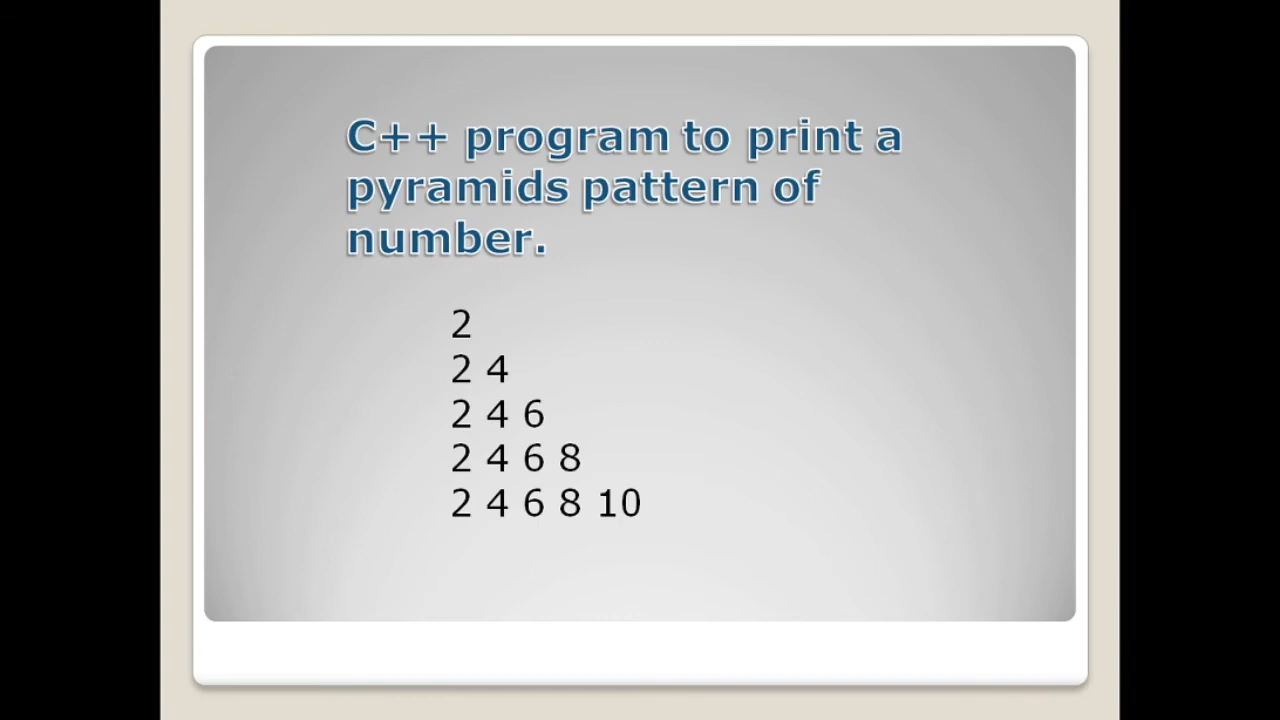 C++ program to print a
pyramids pattern of
number.
2
2 4
2 4 6
2 4 6 8
2 4 6 8 10